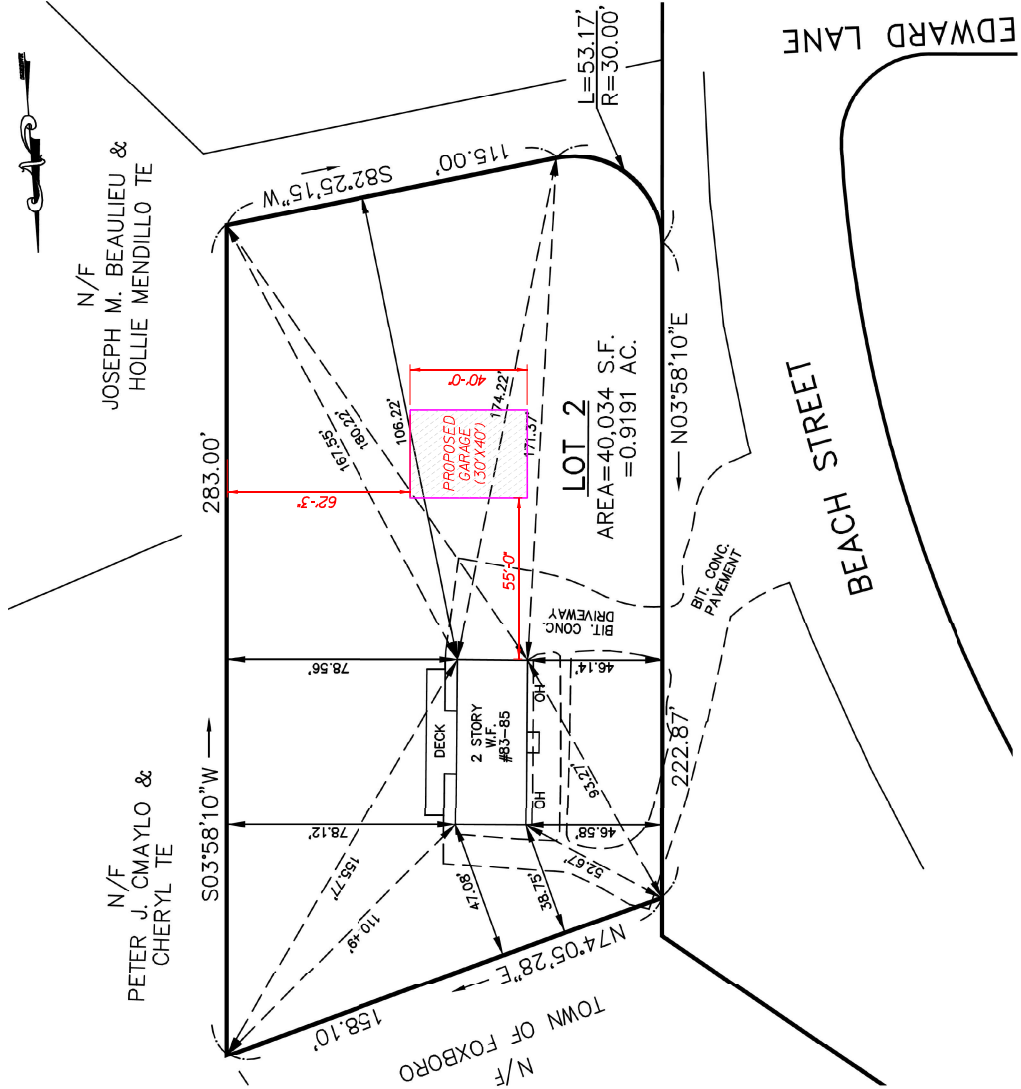 EDWARD LANE
L=53.17'
R=30.00'
N/F
JOSEPH M. BEAULIEU &
HOLLIE MENDILLO TE
S82°25'15"W
115.00'
283.00'
167.55'
180.22'
106.22'
174.22'
171.37'
40'-0"
PROPOSED
GARAGE
(30'X40')
62'-3"
55'-0"
LOT 2
AREA=40,034 S.F.
=0.9191 AC.
N03°58'10"E
BEACH STREET
BIT. CONC.
PAVEMENT
BIT. CONC.
DRIVEWAY
78.56'
46.14'
DECK
2 STORY
W.F.
#83-85
OH
OH
93.27'
222.87'
S03°58'10"W
78.12'
46.58'
N/F
PETER J. CMAYLO &
CHERYL TE
155.77'
110.49'
47.08'
38.75'
52.67'
N74°05'28"E
158.10'
N/F
TOWN OF FOXBORO